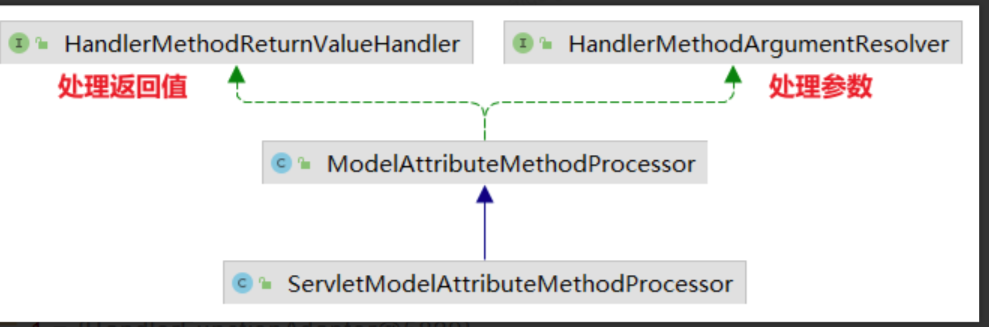 I HandlerMethodReturnValueHandler
I HandlerMethodArgumentResolver
处理返回值
处理参数
C ModelAttributeMethodProcessor
C ServletModelAttributeMethodProcessor